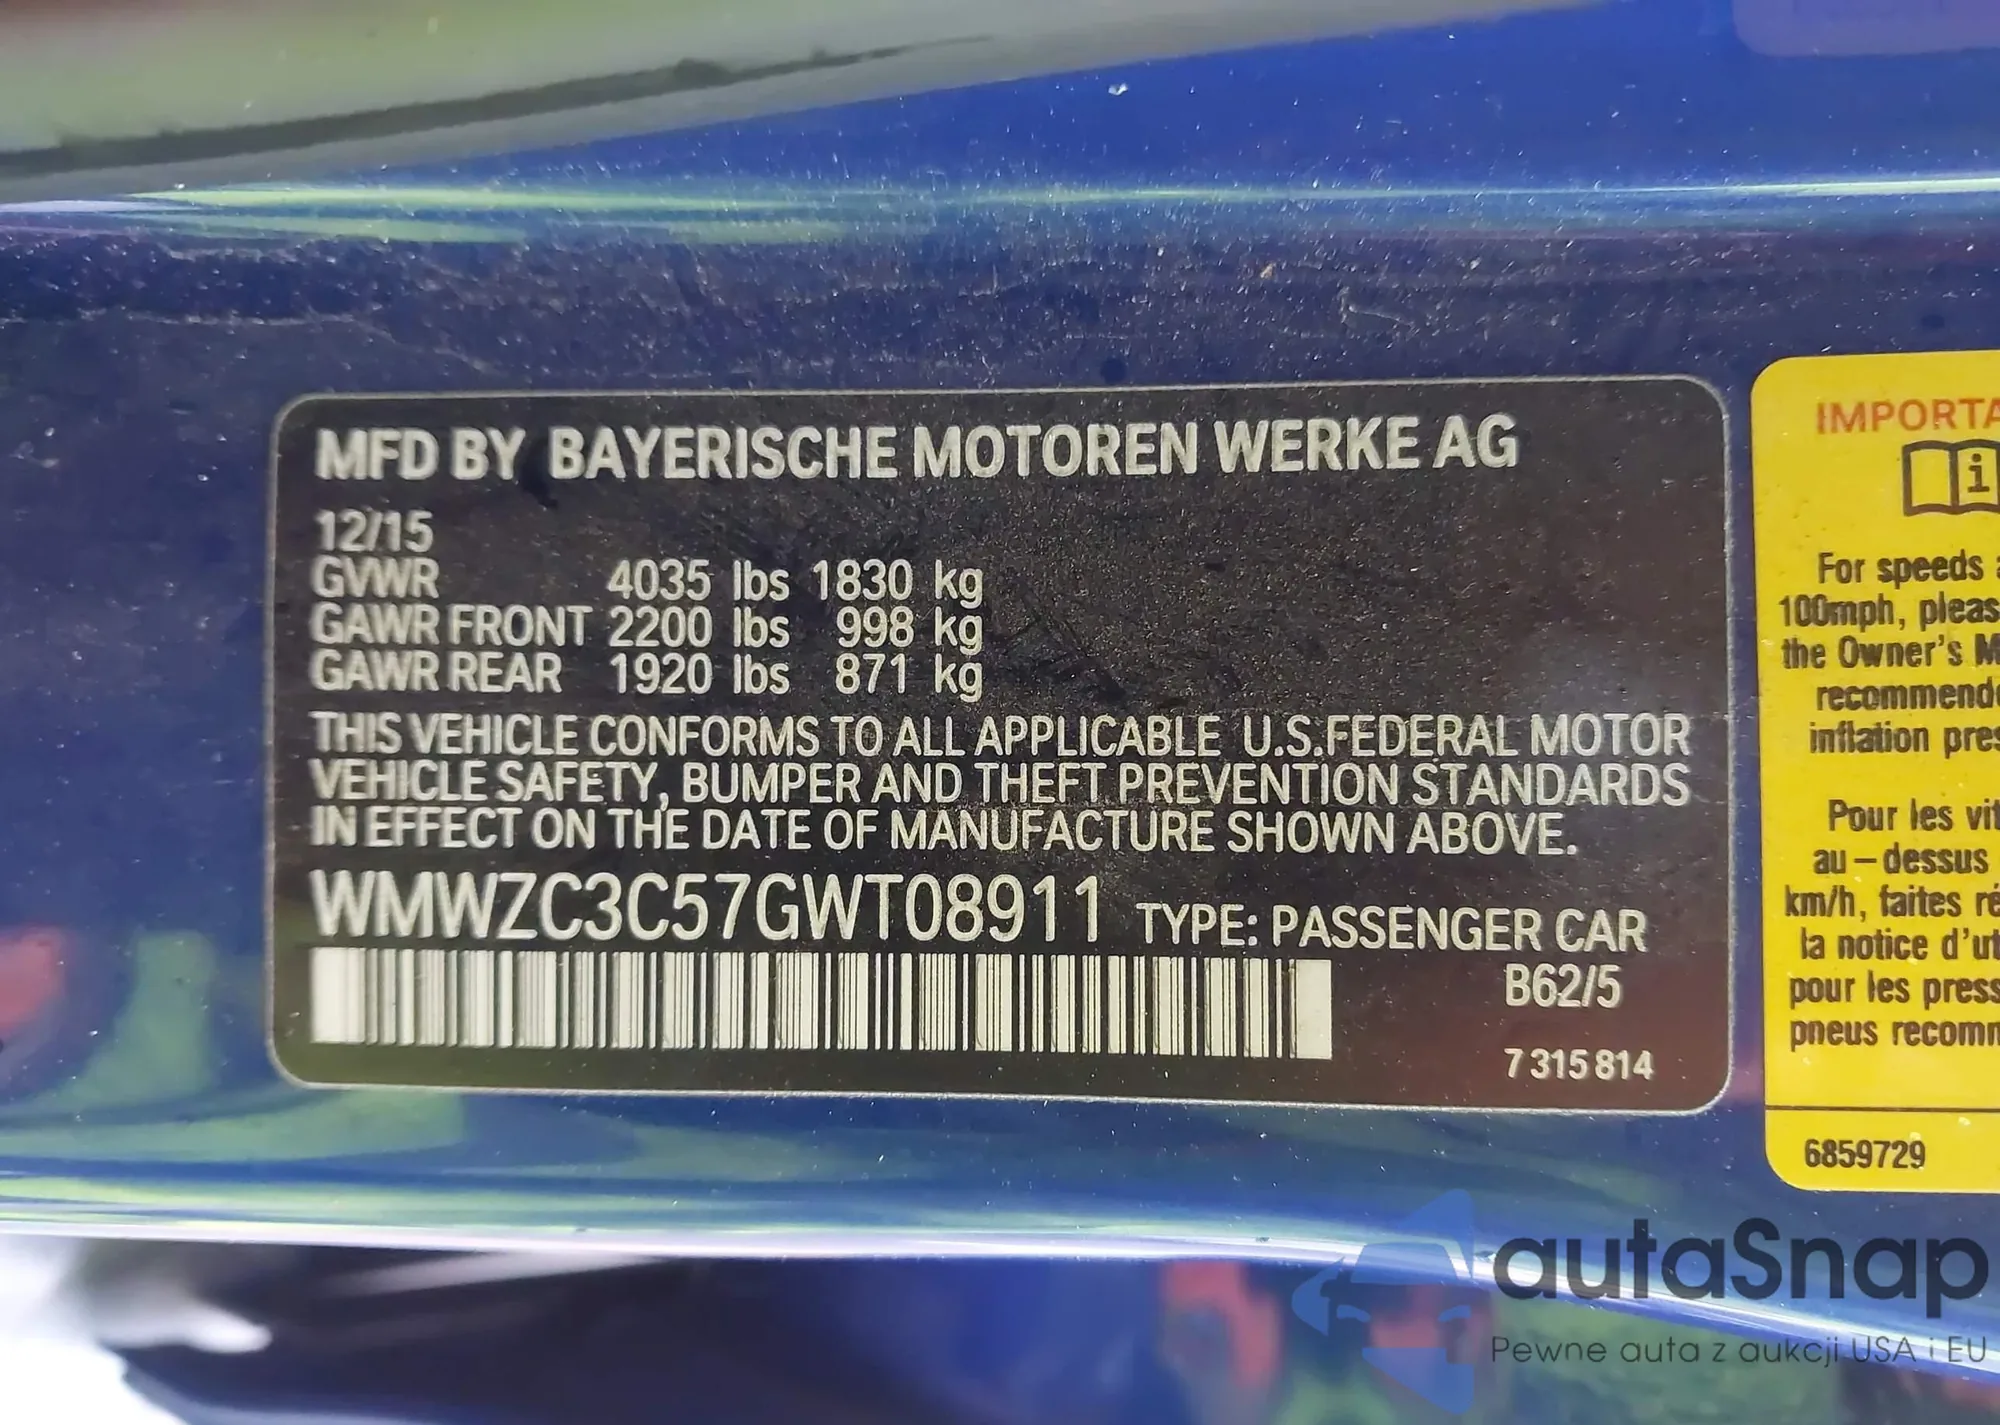 MFD BY BAYERISCHE MOTOREN WERKE AG
12/15
GVWR 4035 lbs 1830 kg
GAWR FRONT 2200 lbs 998 kg
GAWR REAR 1920 lbs 871 kg
THIS VEHICLE CONFORMS TO ALL APPLICABLE U.S.FEDERAL MOTOR
VEHICLE SAFETY, BUMPER AND THEFT PREVENTION STANDARDS
IN EFFECT ON THE DATE OF MANUFACTURE SHOWN ABOVE.
WMWZC3C57GWT08911 TYPE: PASSENGER CAR
B62/5
7 315 814
IMPORTA
i
For speeds
100mph, pleas
the Owner's M
recommend
inflation pres
Pour les vit
au – dessus
km/h, faites ré
la notice d'ut
pour les press
pneus recomm
6859729
autaSnap
Pewne auta z aukcji USA i EU